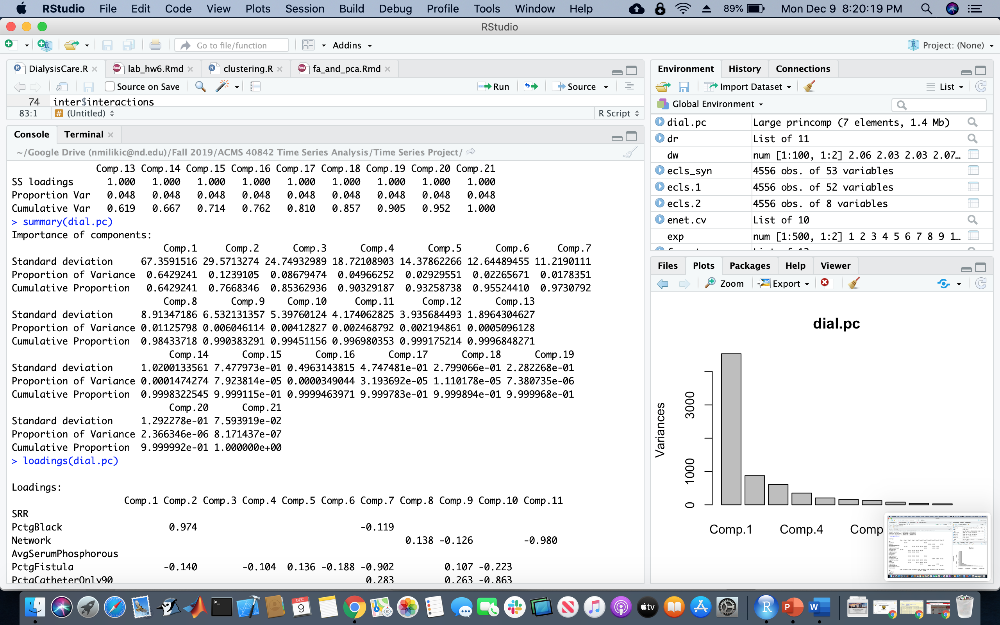 RStudio File Edit Code View Plots Session Build Debug Profile Tools Window Help 89% Mon Dec 9 8:20:19 PM
RStudio
Go to file/function Addins Project: (None)
DialysisCare.R lab_hw6.Rmd clustering.R fa_and_pca.Rmd
Source on Save Run Source
74 inter$interactions
83:1 # (Untitled) R Script
Console Terminal
~/Google Drive (nmilikic@nd.edu)/Fall 2019/ACMS 40842 Time Series Analysis/Time Series Project/
Comp.13 Comp.14 Comp.15 Comp.16 Comp.17 Comp.18 Comp.19 Comp.20 Comp.21
SS loadings 1.000 1.000 1.000 1.000 1.000 1.000 1.000 1.000 1.000
Proportion Var 0.048 0.048 0.048 0.048 0.048 0.048 0.048 0.048 0.048
Cumulative Var 0.619 0.667 0.714 0.762 0.810 0.857 0.905 0.952 1.000
> summary(dial.pc)
Importance of components:
Comp.1 Comp.2 Comp.3 Comp.4 Comp.5 Comp.6 Comp.7
Standard deviation 67.3591516 29.5713274 24.74932989 18.72108903 14.37862266 12.64489455 11.2190111
Proportion of Variance 0.6429241 0.1239105 0.08679474 0.04966252 0.02929551 0.02265671 0.0178351
Cumulative Proportion 0.6429241 0.7668346 0.85362936 0.90329187 0.93258738 0.95524410 0.9730792
Comp.8 Comp.9 Comp.10 Comp.11 Comp.12 Comp.13
Standard deviation 8.91347186 6.532131357 5.39760124 4.174062825 3.935684493 1.8964304627
Proportion of Variance 0.01125798 0.006046114 0.00412827 0.002468792 0.002194861 0.0005096128
Cumulative Proportion 0.98433718 0.990383291 0.99451156 0.996980353 0.999175214 0.9996848271
Comp.14 Comp.15 Comp.16 Comp.17 Comp.18 Comp.19
Standard deviation 1.0200133561 7.477973e-01 0.4963143815 4.747481e-01 2.799066e-01 2.282268e-01
Proportion of Variance 0.0001474274 7.923814e-05 0.0000349044 3.193692e-05 1.110178e-05 7.380735e-06
Cumulative Proportion 0.9998322545 9.999115e-01 0.9999463971 9.999783e-01 9.999894e-01 9.999968e-01
Comp.20 Comp.21
Standard deviation 1.292278e-01 7.593919e-02
Proportion of Variance 2.366346e-06 8.171437e-07
Cumulative Proportion 9.999992e-01 1.000000e+00
> loadings(dial.pc)
Loadings:
Comp.1 Comp.2 Comp.3 Comp.4 Comp.5 Comp.6 Comp.7 Comp.8 Comp.9 Comp.10 Comp.11
SRR
PctgBlack 0.974 -0.119
Network 0.138 -0.126 -0.980
AvgSerumPhosphorous
PctgFistula -0.140 -0.104 0.136 -0.188 -0.902 0.107 -0.223
PctgCatheterOnly90 0.283 0.263 -0.863
Environment History Connections
Import Dataset List
Global Environment
dial.pc Large princomp (7 elements, 1.4 Mb)
dr List of 11
dw num [1:100, 1:2] 2.06 2.03 2.03 2.07…
ecls_syn 4556 obs. of 53 variables
ecls.1 4556 obs. of 52 variables
ecls.2 4556 obs. of 8 variables
enet.cv List of 10
exp num [1:500, 1:2] 1 2 3 4 5 6 7 8 9 1…
Files Plots Packages Help Viewer
Zoom Export
dial.pc
Variances
3000
1000
0
Comp.1 Comp.4 Comp
DEC
9
3D
tv
R P W